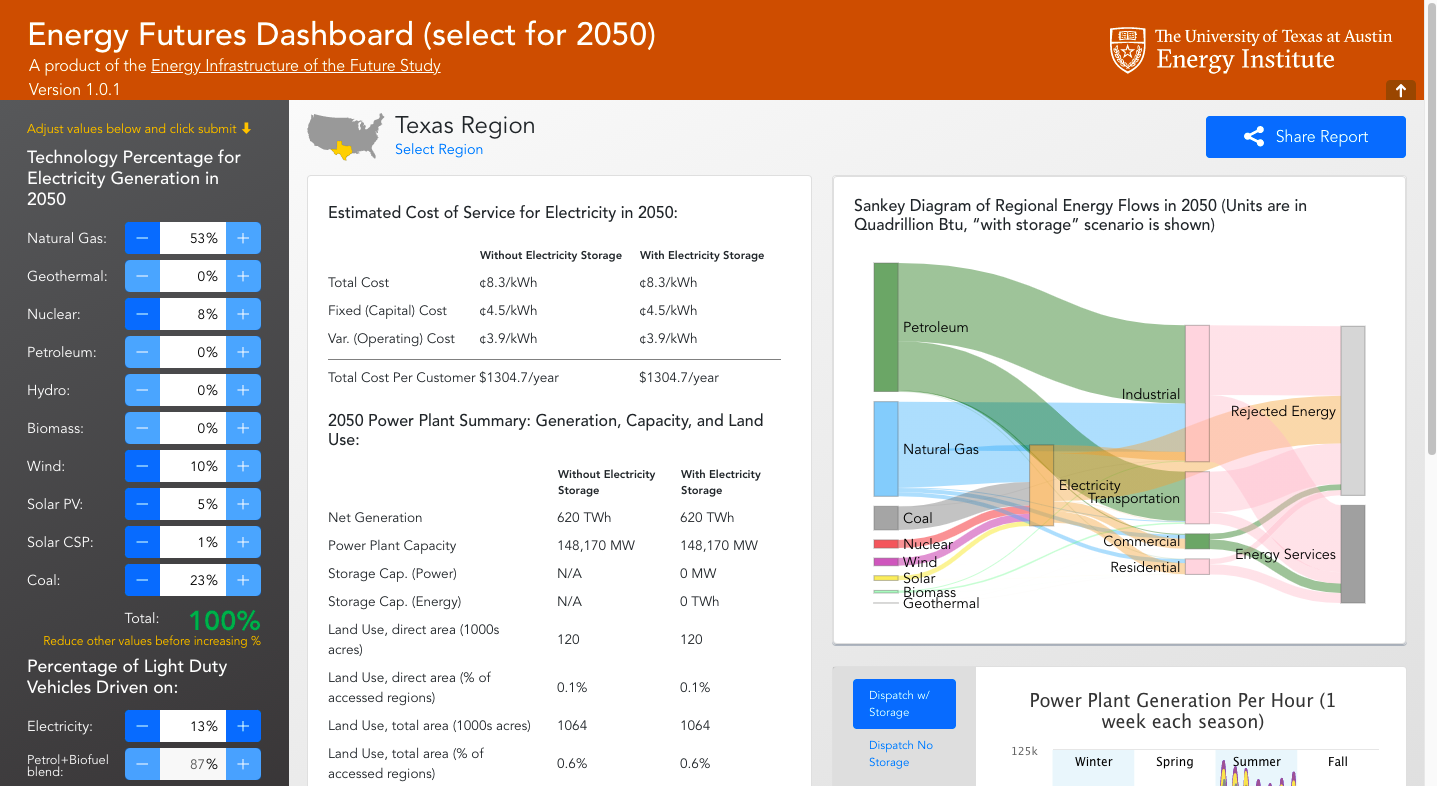 Energy Futures Dashboard (select for 2050)
A product of the Energy Infrastructure of the Future Study
Version 1.0.1
The University of Texas at Austin
Energy Institute
Adjust values below and click submit
Technology Percentage for
Electricity Generation in
2050
Natural Gas: 53%
Geothermal: 0%
Nuclear: 8%
Petroleum: 0%
Hydro: 0%
Biomass: 0%
Wind: 10%
Solar PV: 5%
Solar CSP: 1%
Coal: 23%
Total: 100%
Reduce other values before increasing %
Percentage of Light Duty
Vehicles Driven on:
Electricity: 13%
Petrol+Biofuel
blend: 87%
Texas Region
Select Region
Share Report
Estimated Cost of Service for Electricity in 2050:
Without Electricity Storage With Electricity Storage
Total Cost ¢8.3/kWh ¢8.3/kWh
Fixed (Capital) Cost ¢4.5/kWh ¢4.5/kWh
Var. (Operating) Cost ¢3.9/kWh ¢3.9/kWh
Total Cost Per Customer $1304.7/year $1304.7/year
2050 Power Plant Summary: Generation, Capacity, and Land
Use:
Without Electricity
Storage
With Electricity
Storage
Net Generation 620 TWh 620 TWh
Power Plant Capacity 148,170 MW 148,170 MW
Storage Cap. (Power) N/A 0 MW
Storage Cap. (Energy) N/A 0 TWh
Land Use, direct area (1000s
acres) 120 120
Land Use, direct area (% of
accessed regions) 0.1% 0.1%
Land Use, total area (1000s acres) 1064 1064
Land Use, total area (% of
accessed regions) 0.6% 0.6%
Sankey Diagram of Regional Energy Flows in 2050 (Units are in
Quadrillion Btu, “with storage” scenario is shown)
Petroleum
Natural Gas
Coal
Nuclear
Wind
Solar
Biomass
Geothermal
Electricity
Industrial
Transportation
Commercial
Residential
Rejected Energy
Energy Services
Dispatch w/
Storage
Dispatch No
Storage
Power Plant Generation Per Hour (1
week each season)
125k
Winter Spring Summer Fall